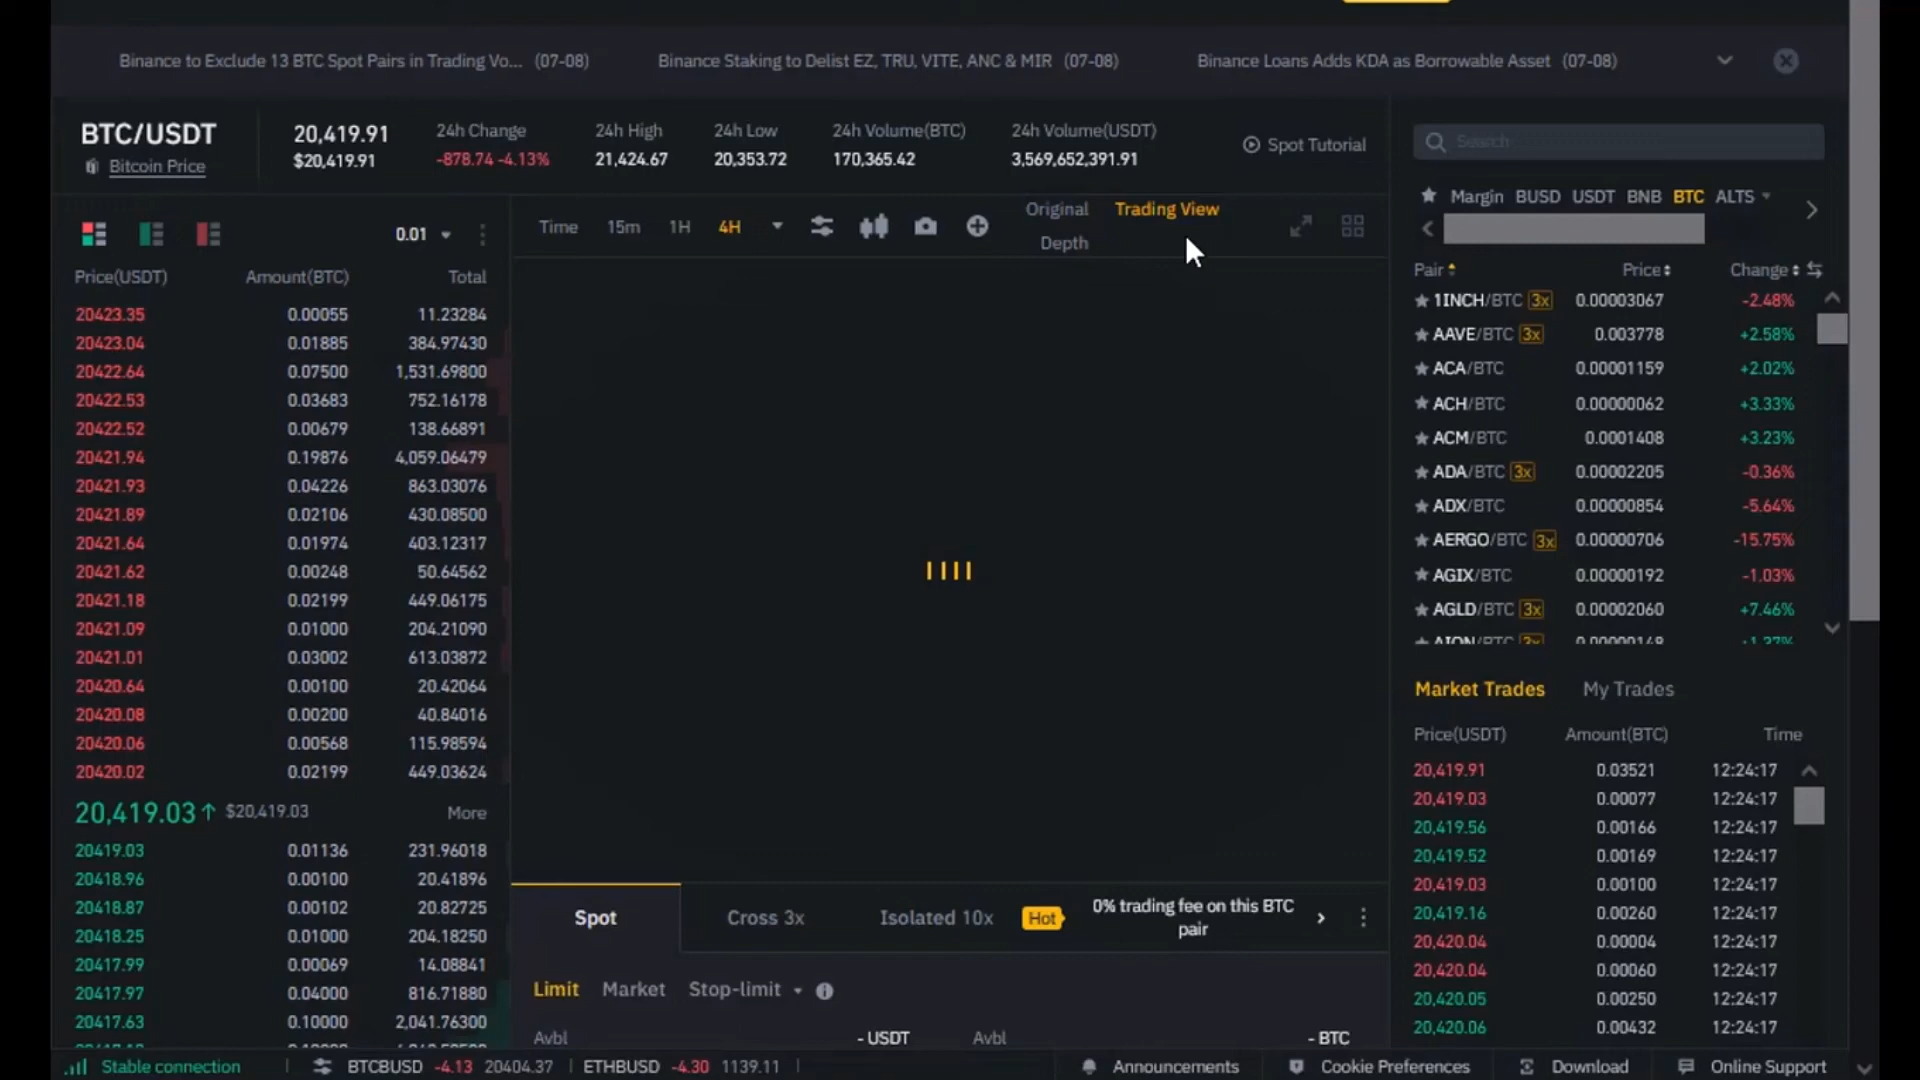 Binance to Exclude 13 BTC Spot Pairs in Trading Vo... (07-08) Binance Staking to Delist EZ, TRU, VITE, ANC & MIR (07-08) Binance Loans Adds KDA as Borrowable Asset (07-08)
BTC/USDT
Bitcoin Price
20,419.91
$20,419.91
24h Change
-878.74 -4.13%
24h High
21,424.67
24h Low
20,353.72
24h Volume(BTC)
170,365.42
24h Volume(USDT)
3,569,652,391.91
Spot Tutorial
0.01
Price(USDT) Amount(BTC) Total
20423.35 0.00055 11.23284
20423.04 0.01885 384.97430
20422.64 0.07500 1,531.69800
20422.53 0.03683 752.16178
20422.52 0.00679 138.66891
20421.94 0.19876 4,059.06479
20421.93 0.04226 863.03076
20421.89 0.02106 430.08500
20421.64 0.01974 403.12317
20421.62 0.00248 50.64562
20421.18 0.02199 449.06175
20421.09 0.01000 204.21090
20421.01 0.03002 613.03872
20420.64 0.00100 20.42064
20420.08 0.00200 40.84016
20420.06 0.00568 115.98594
20420.02 0.02199 449.03624
20,419.03↑ $20,419.03 More
20419.03 0.01136 231.96018
20418.96 0.00100 20.41896
20418.87 0.00102 20.82725
20418.25 0.01000 204.18250
20417.99 0.00069 14.08841
20417.97 0.04000 816.71880
20417.63 0.10000 2,041.76300
Time 15m 1H 4H
Original Trading View
Depth
Spot Cross 3x Isolated 10x Hot
0% trading fee on this BTC
pair
Limit Market Stop-limit
Avbl - USDT Avbl - BTC
Search
Margin BUSD USDT BNB BTC ALTS
Pair Price Change
1INCH/BTC 3x 0.00003067 -2.48%
AAVE/BTC 3x 0.003778 +2.58%
ACA/BTC 0.00001159 +2.02%
ACH/BTC 0.00000062 +3.33%
ACM/BTC 0.0001408 +3.23%
ADA/BTC 3x 0.00002205 -0.36%
ADX/BTC 0.00000854 -5.64%
AERGO/BTC 3x 0.00000706 -15.75%
AGIX/BTC 0.00000192 -1.03%
AGLD/BTC 3x 0.00002060 +7.46%
Market Trades My Trades
Price(USDT) Amount(BTC) Time
20,419.91 0.03521 12:24:17
20,419.03 0.00077 12:24:17
20,419.56 0.00166 12:24:17
20,419.52 0.00169 12:24:17
20,419.03 0.00100 12:24:17
20,419.16 0.00260 12:24:17
20,420.04 0.00004 12:24:17
20,420.04 0.00060 12:24:17
20,420.05 0.00250 12:24:17
20,420.06 0.00432 12:24:17
Stable connection BTCBUSD -4.13 20404.37 ETHBUSD -4.30 1139.11 Announcements Cookie Preferences Download Online Support